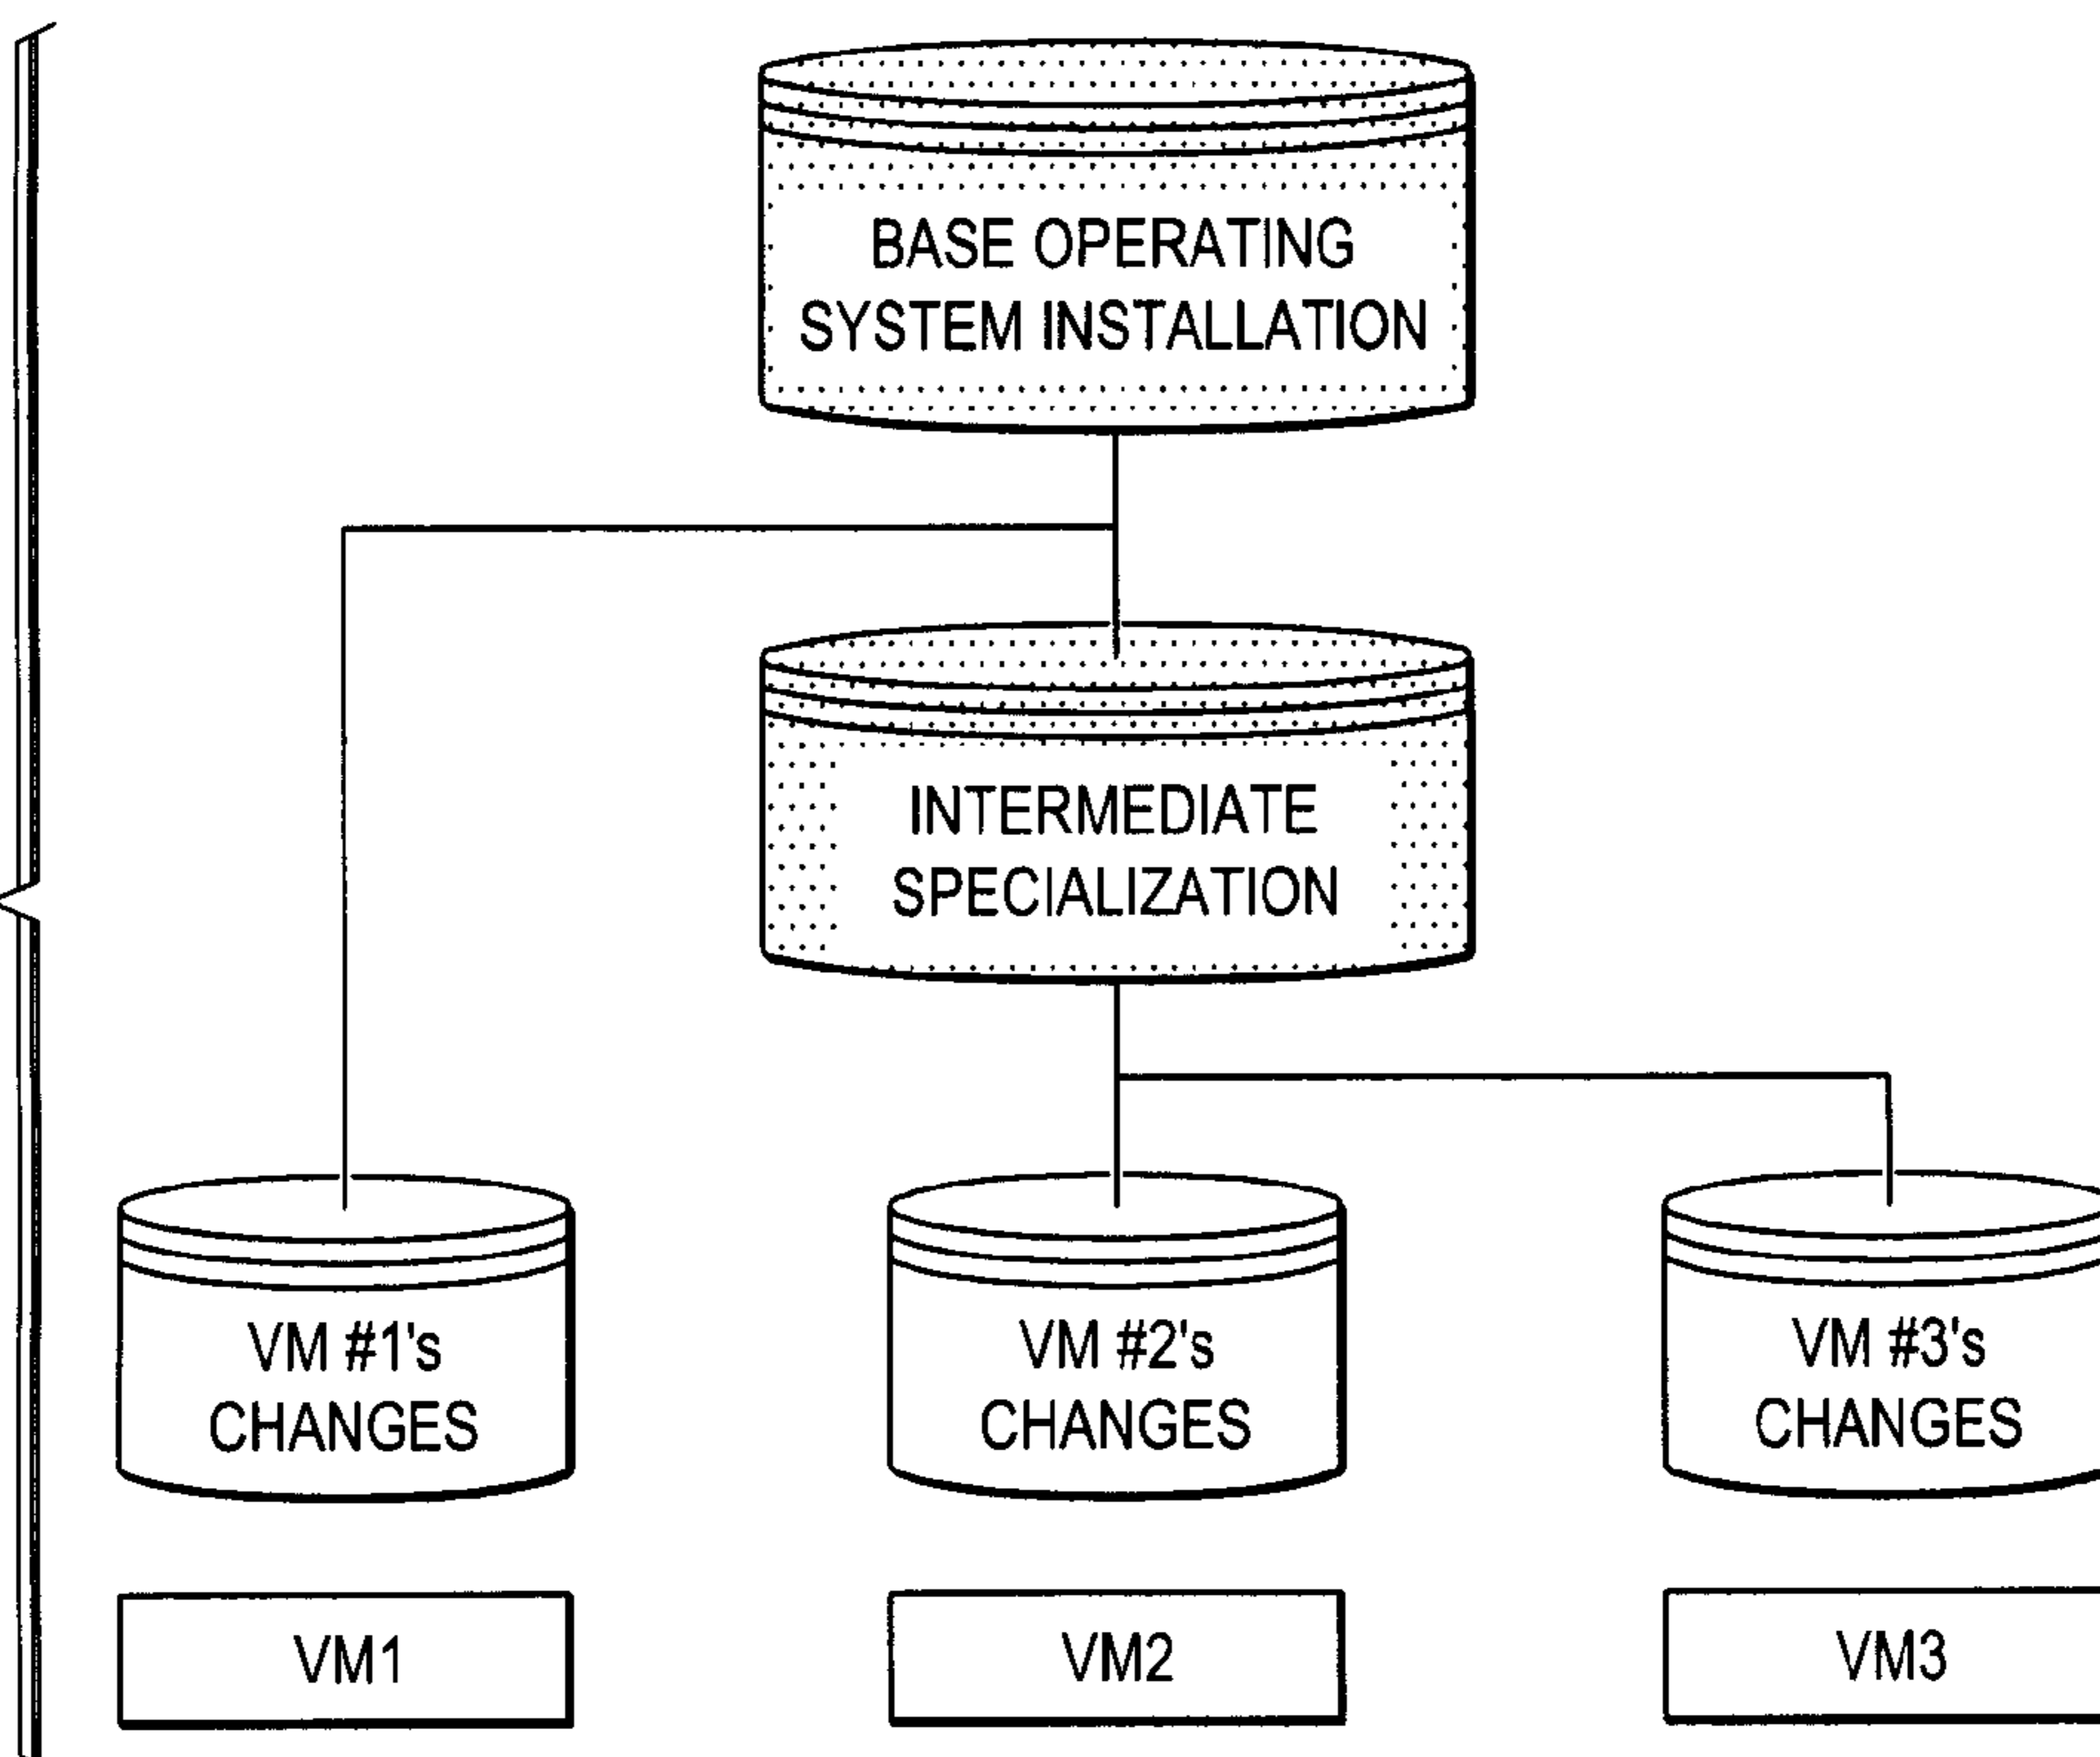 BASE OPERATING
SYSTEM INSTALLATION
INTERMEDIATE
SPECIALIZATION
VM #1's
CHANGES
VM #2's
CHANGES
VM #3's
CHANGES
VM1
VM2
VM3